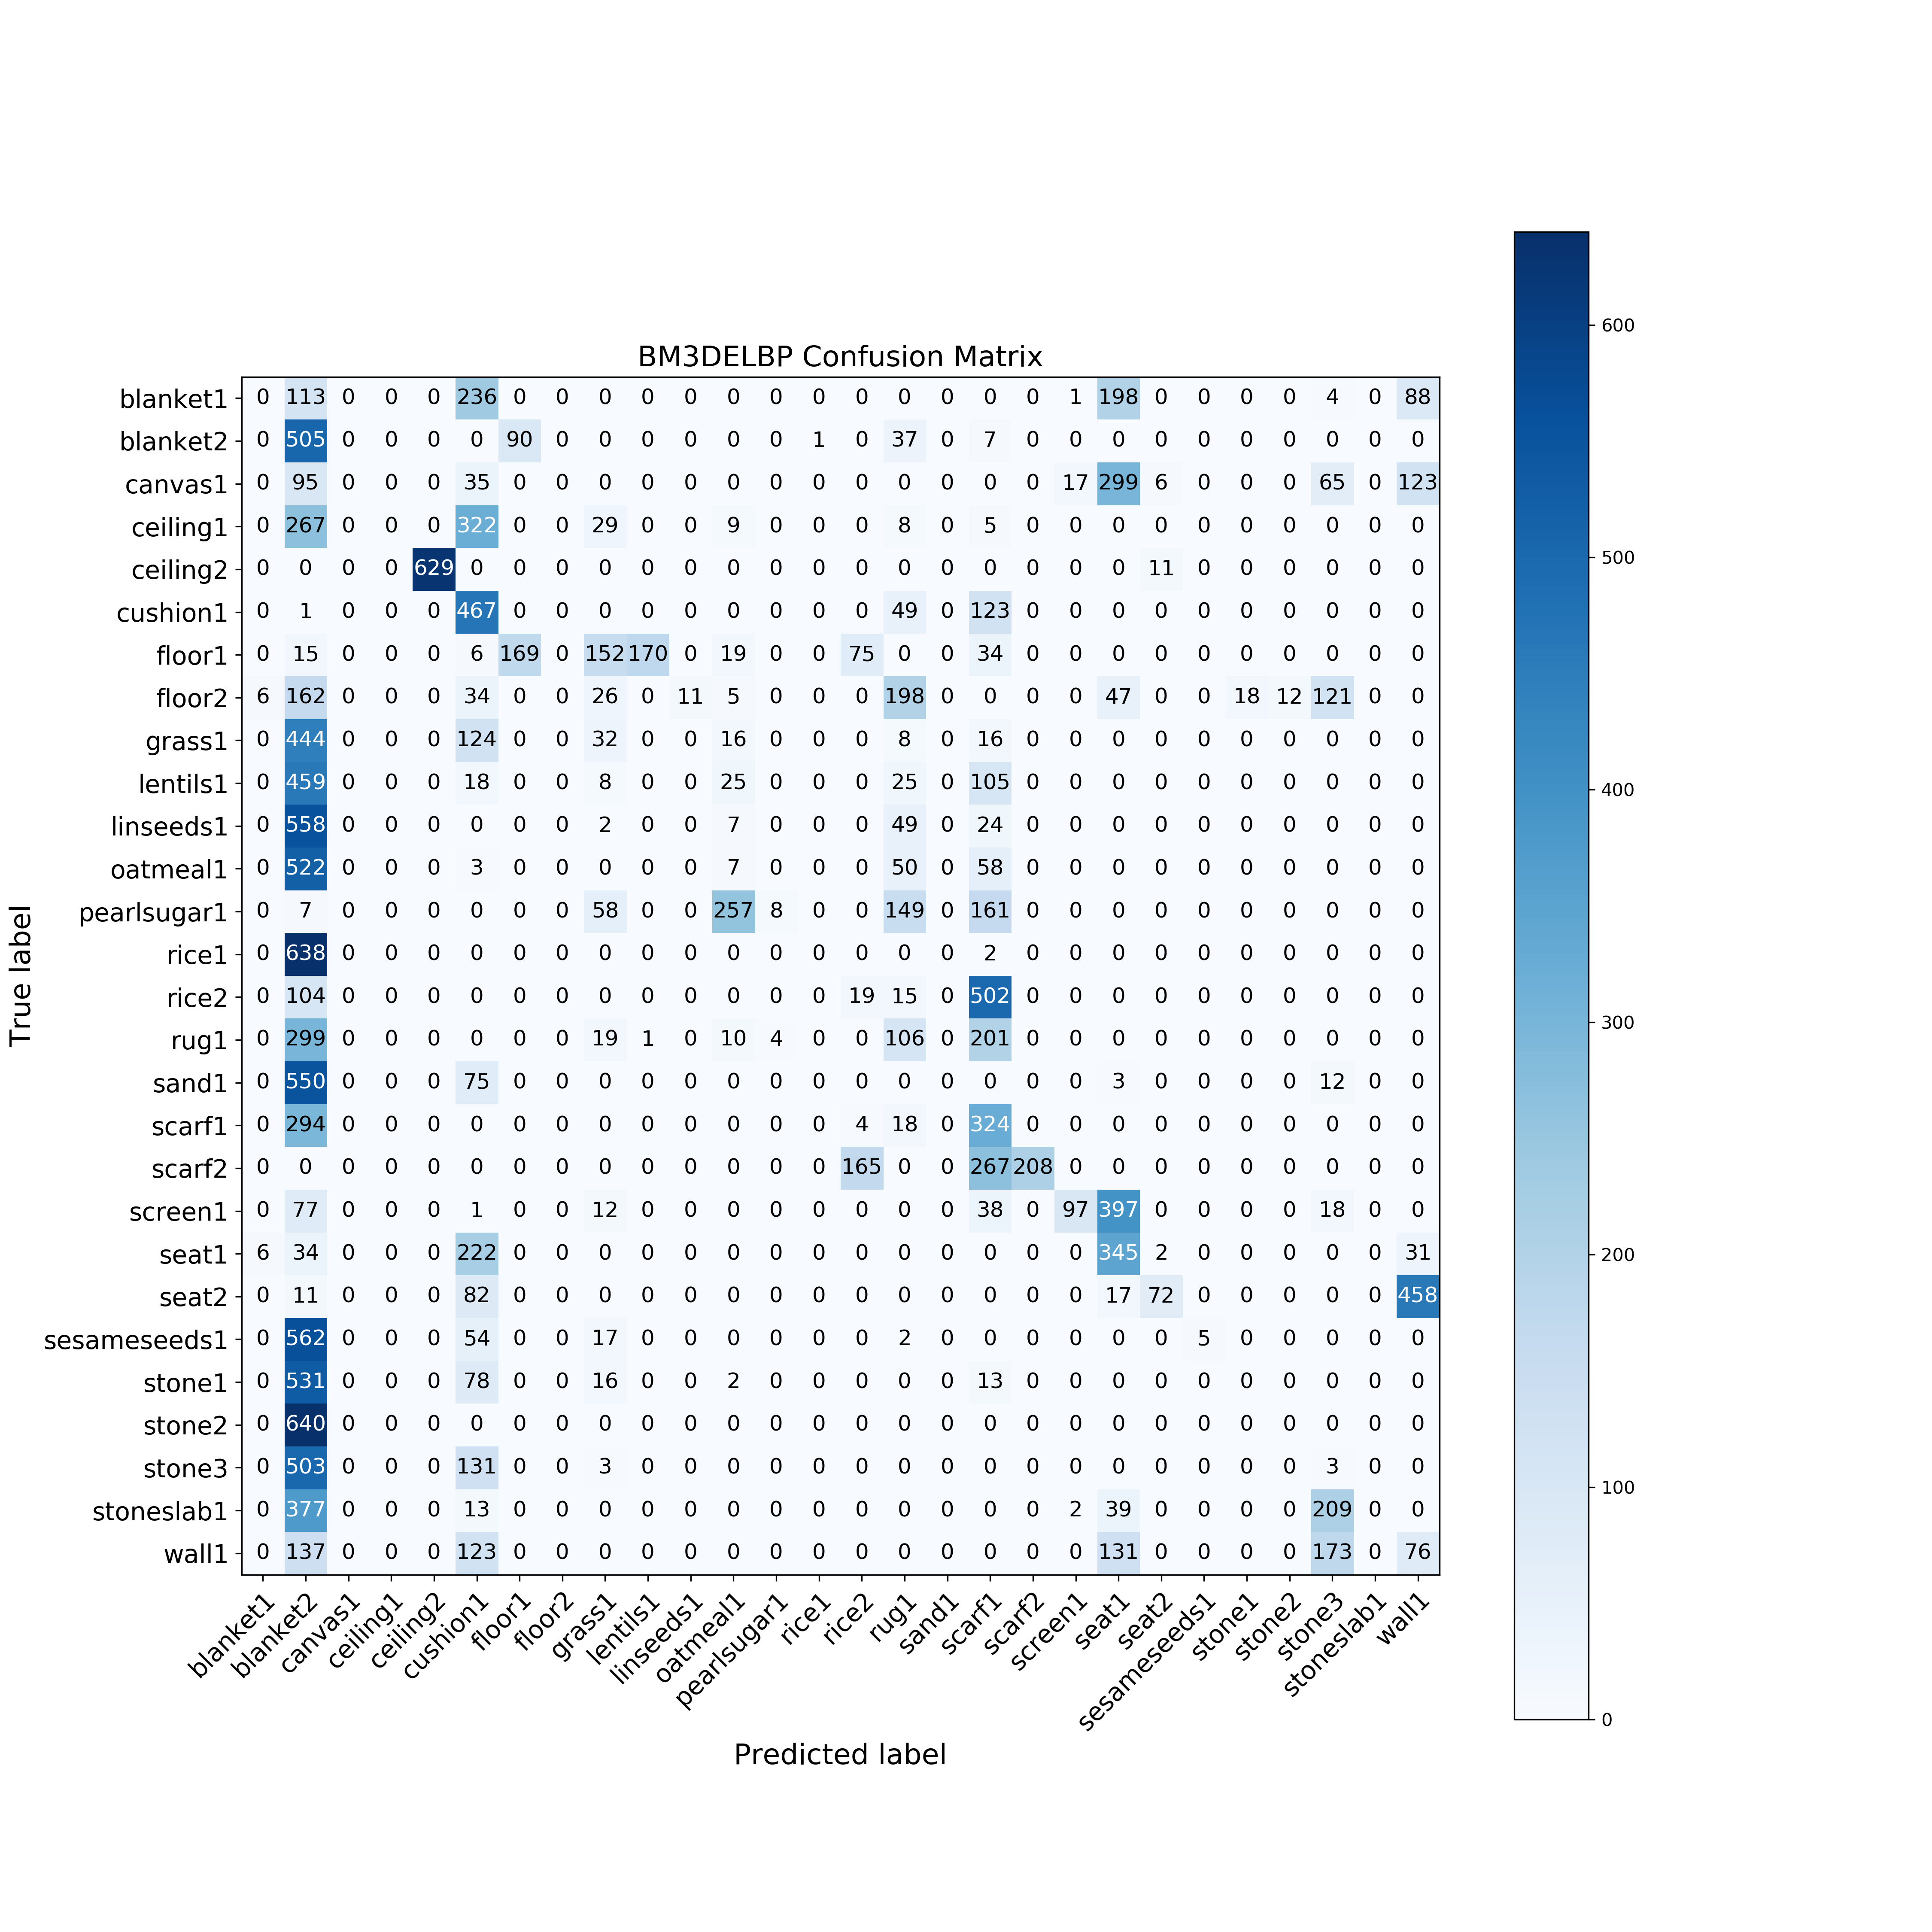 BM3DELBP Confusion Matrix
blanket1 0 113 0 0 0 236 0 0 0 0 0 0 0 0 0 0 0 0 0 1 198 0 0 0 0 4 0 88
blanket2 0 505 0 0 0 0 90 0 0 0 0 0 0 1 0 37 0 7 0 0 0 0 0 0 0 0 0 0
canvas1 0 95 0 0 0 35 0 0 0 0 0 0 0 0 0 0 0 0 0 17 299 6 0 0 0 65 0 123
ceiling1 0 267 0 0 0 322 0 0 29 0 0 9 0 0 0 8 0 5 0 0 0 0 0 0 0 0 0 0
ceiling2 0 0 0 0 629 0 0 0 0 0 0 0 0 0 0 0 0 0 0 0 0 11 0 0 0 0 0 0
cushion1 0 1 0 0 0 467 0 0 0 0 0 0 0 0 0 49 0 123 0 0 0 0 0 0 0 0 0 0
floor1 0 15 0 0 0 6 169 0 152 170 0 19 0 0 75 0 0 34 0 0 0 0 0 0 0 0 0 0
floor2 6 162 0 0 0 34 0 0 26 0 11 5 0 0 0 198 0 0 0 0 47 0 0 18 12 121 0 0
grass1 0 444 0 0 0 124 0 0 32 0 0 16 0 0 0 8 0 16 0 0 0 0 0 0 0 0 0 0
lentils1 0 459 0 0 0 18 0 0 8 0 0 25 0 0 0 25 0 105 0 0 0 0 0 0 0 0 0 0
linseeds1 0 558 0 0 0 0 0 0 2 0 0 7 0 0 0 49 0 24 0 0 0 0 0 0 0 0 0 0
oatmeal1 0 522 0 0 0 3 0 0 0 0 0 7 0 0 0 50 0 58 0 0 0 0 0 0 0 0 0 0
pearlsugar1 0 7 0 0 0 0 0 0 58 0 0 257 8 0 0 149 0 161 0 0 0 0 0 0 0 0 0 0
rice1 0 638 0 0 0 0 0 0 0 0 0 0 0 0 0 0 0 2 0 0 0 0 0 0 0 0 0 0
rice2 0 104 0 0 0 0 0 0 0 0 0 0 0 0 19 15 0 502 0 0 0 0 0 0 0 0 0 0
rug1 0 299 0 0 0 0 0 0 19 1 0 10 4 0 0 106 0 201 0 0 0 0 0 0 0 0 0 0
sand1 0 550 0 0 0 75 0 0 0 0 0 0 0 0 0 0 0 0 0 0 3 0 0 0 0 12 0 0
scarf1 0 294 0 0 0 0 0 0 0 0 0 0 0 0 4 18 0 324 0 0 0 0 0 0 0 0 0 0
scarf2 0 0 0 0 0 0 0 0 0 0 0 0 0 0 165 0 0 267 208 0 0 0 0 0 0 0 0 0
screen1 0 77 0 0 0 1 0 0 12 0 0 0 0 0 0 0 0 38 0 97 397 0 0 0 0 18 0 0
seat1 6 34 0 0 0 222 0 0 0 0 0 0 0 0 0 0 0 0 0 0 345 2 0 0 0 0 0 31
seat2 0 11 0 0 0 82 0 0 0 0 0 0 0 0 0 0 0 0 0 0 17 72 0 0 0 0 0 458
sesameseeds1 0 562 0 0 0 54 0 0 17 0 0 0 0 0 0 2 0 0 0 0 0 0 5 0 0 0 0 0
stone1 0 531 0 0 0 78 0 0 16 0 0 2 0 0 0 0 0 13 0 0 0 0 0 0 0 0 0 0
stone2 0 640 0 0 0 0 0 0 0 0 0 0 0 0 0 0 0 0 0 0 0 0 0 0 0 0 0 0
stone3 0 503 0 0 0 131 0 0 3 0 0 0 0 0 0 0 0 0 0 0 0 0 0 0 0 3 0 0
stoneslab1 0 377 0 0 0 13 0 0 0 0 0 0 0 0 0 0 0 0 0 2 39 0 0 0 0 209 0 0
wall1 0 137 0 0 0 123 0 0 0 0 0 0 0 0 0 0 0 0 0 0 131 0 0 0 0 173 0 76
blanket1 blanket2 canvas1 ceiling1 ceiling2 cushion1 floor1 floor2 grass1 lentils1 linseeds1 oatmeal1 pearlsugar1 rice1 rice2 rug1 sand1 scarf1 scarf2 screen1 seat1 seat2 sesameseeds1 stone1 stone2 stone3 stoneslab1 wall1
Predicted label
True label
600
500
400
300
200
100
0